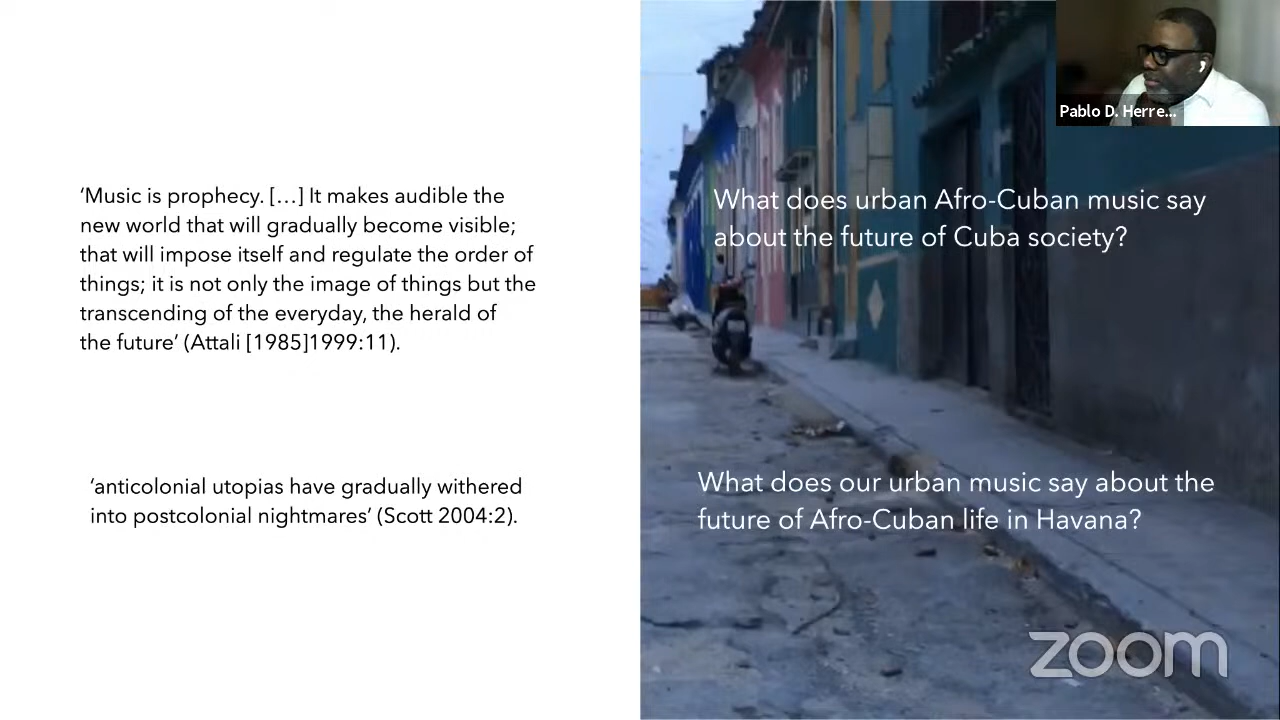 ‘Music is prophecy. […] It makes audible the
new world that will gradually become visible;
that will impose itself and regulate the order of
things; it is not only the image of things but the
transcending of the everyday, the herald of
the future’ (Attali [1985]1999:11).
‘anticolonial utopias have gradually withered
into postcolonial nightmares’ (Scott 2004:2).
Pablo D. Herre...
What does urban Afro-Cuban music say
about the future of Cuba society?
What does our urban music say about the
future of Afro-Cuban life in Havana?
zoom